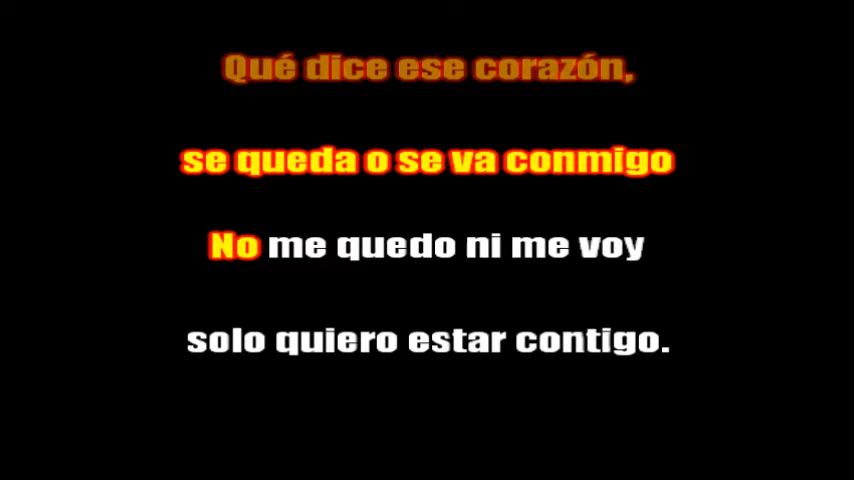 Qué dice ese corazón,
se queda o se va conmigo
No me quedo ni me voy
solo quiero estar contigo.